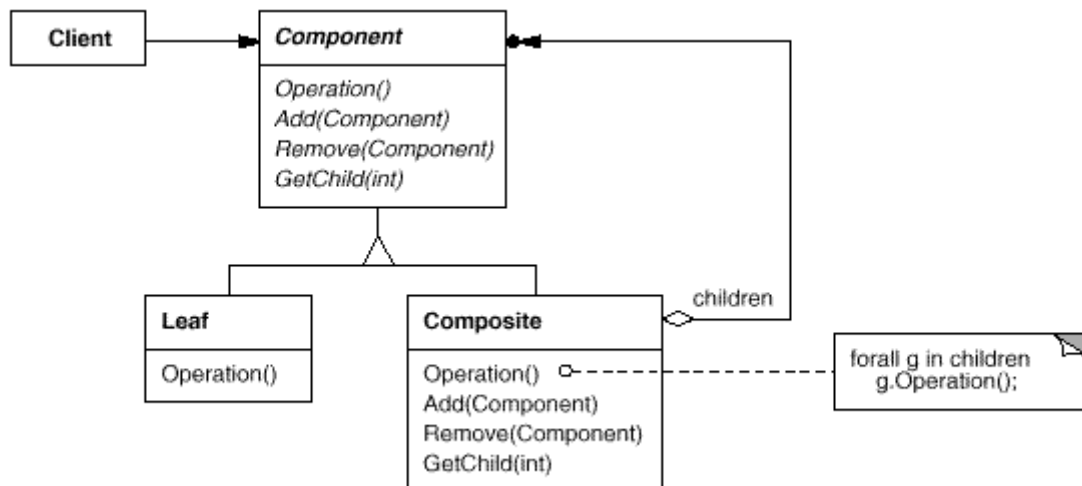 Client
Component
Operation()
Add(Component)
Remove(Component)
GetChild(int)
Leaf
Operation()
Composite
Operation()
Add(Component)
Remove(Component)
GetChild(int)
children
forall g in children
g.Operation();